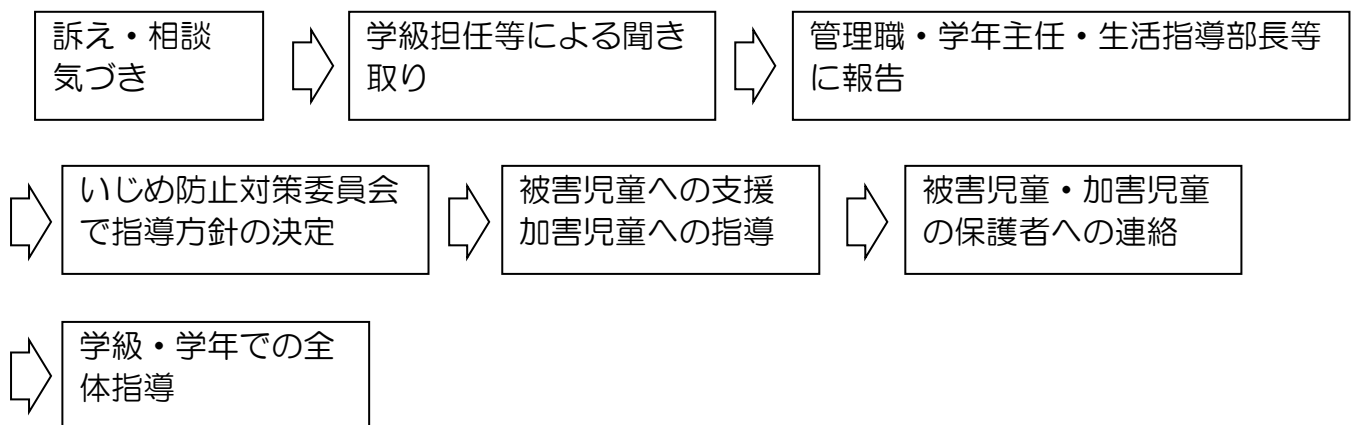 訴え・相談
気づき
学級担任等による聞き
取り
管理職・学年主任・生活指導部長等
に報告
いじめ防止対策委員会
で指導方針の決定
被害児童への支援
加害児童への指導
被害児童・加害児童
の保護者への連絡
学級・学年での全
体指導